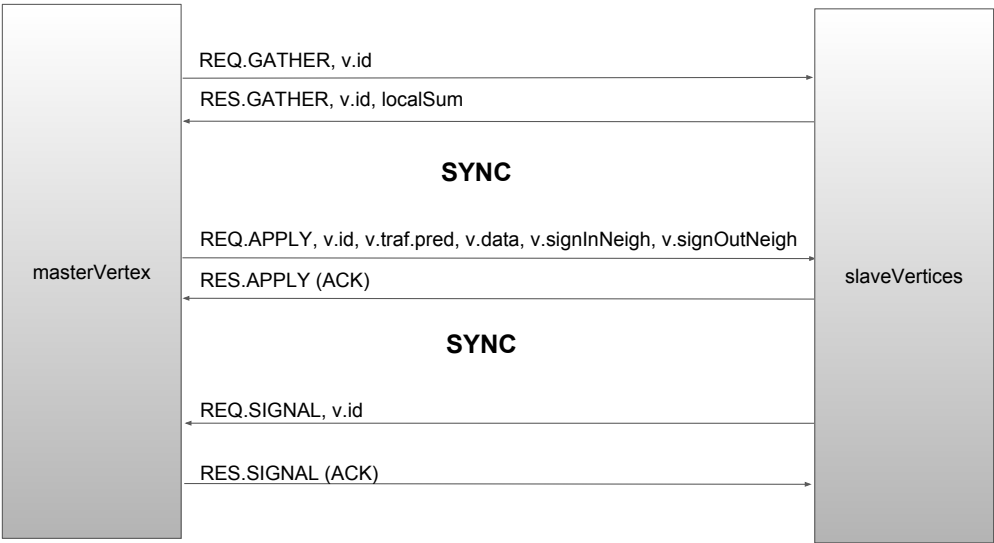 REQ.GATHER, v.id
RES.GATHER, v.id, localSum
SYNC
REQ.APPLY, v.id, v.traf.pred, v.data, v.signInNeigh, v.signOutNeigh
masterVertex
RES.APPLY (ACK)
slaveVertices
SYNC
REQ.SIGNAL, v.id
RES.SIGNAL (ACK)